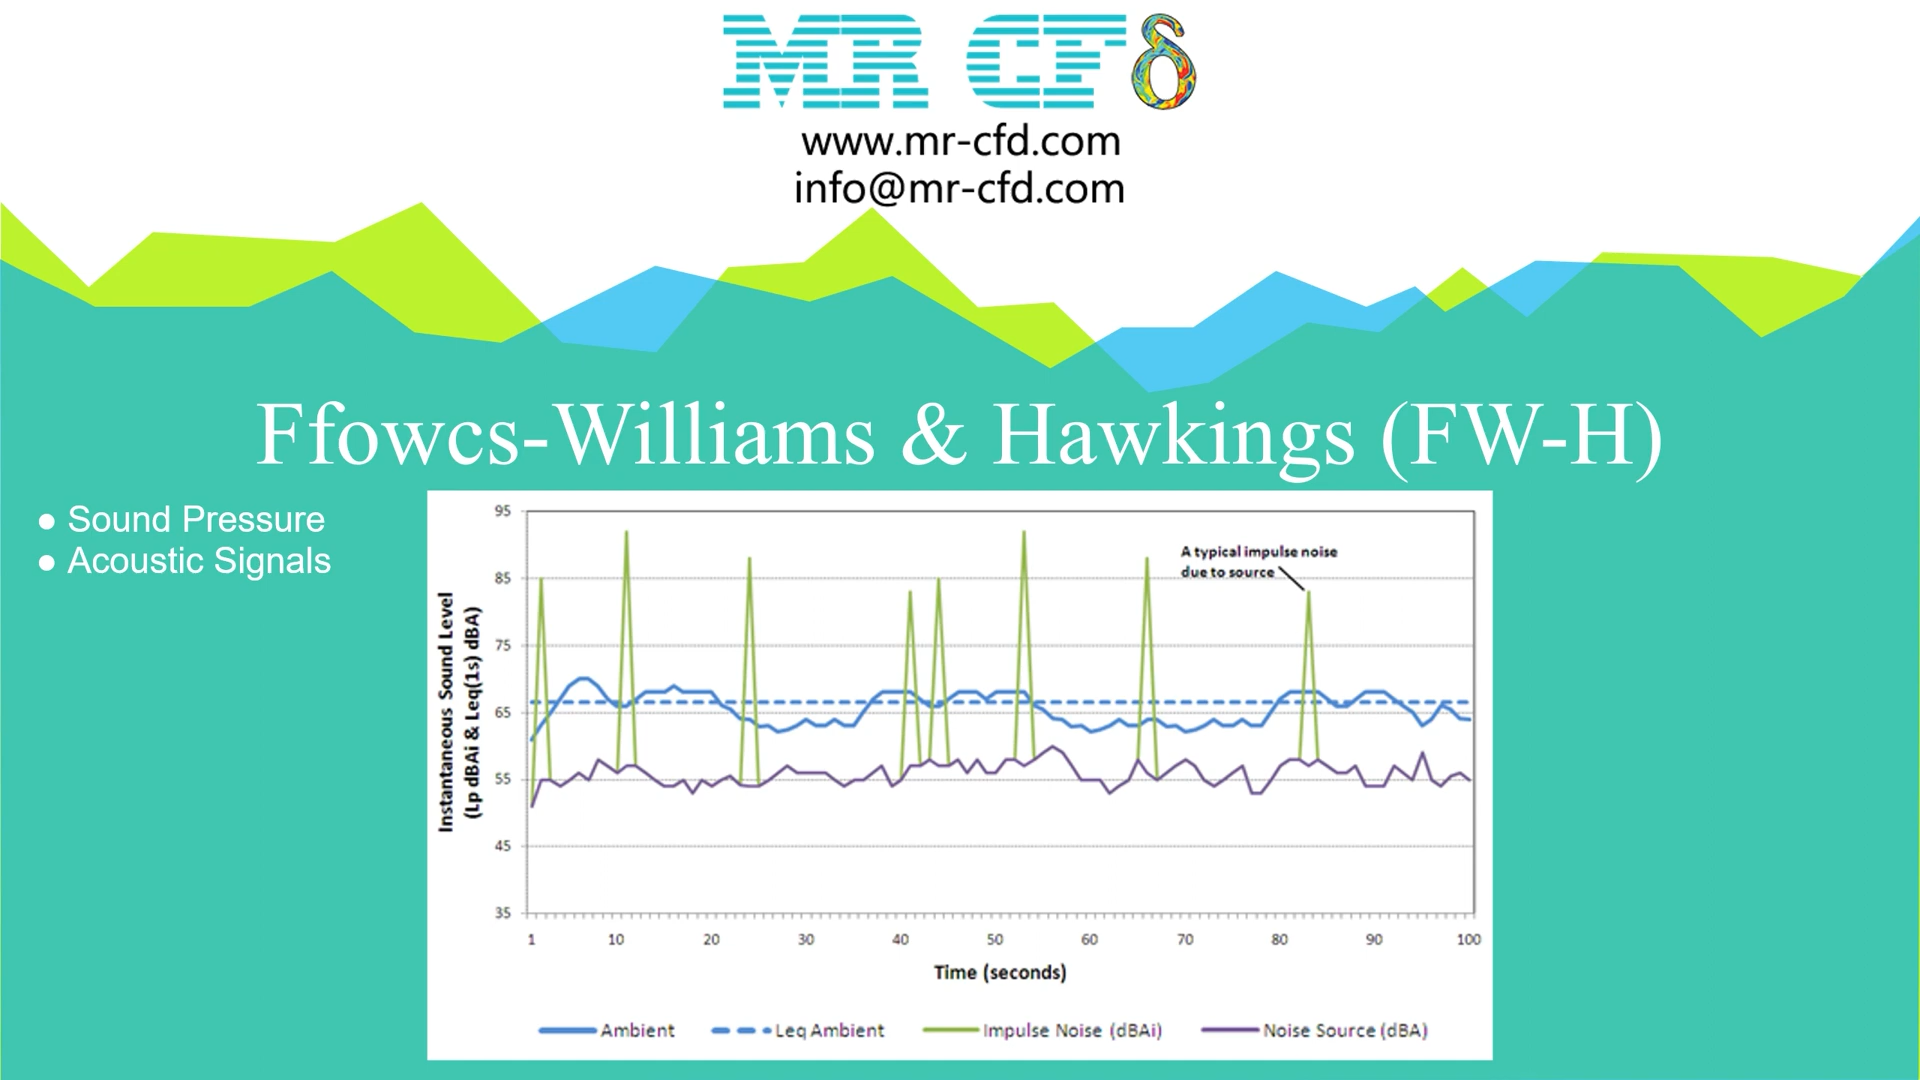 MR CFδ
www.mr-cfd.com
info@mr-cfd.com
Ffowcs-Williams & Hawkings (FW-H)
● Sound Pressure
● Acoustic Signals
95
85
75
65
55
45
35
Instantaneous Sound Level
(Lp dBAi & Leq(1s) dBA)
A typical impulse noise
due to source
1 10 20 30 40 50 60 70 80 90 100
Time (seconds)
Ambient Leq Ambient Impulse Noise (dBAi) Noise Source (dBA)